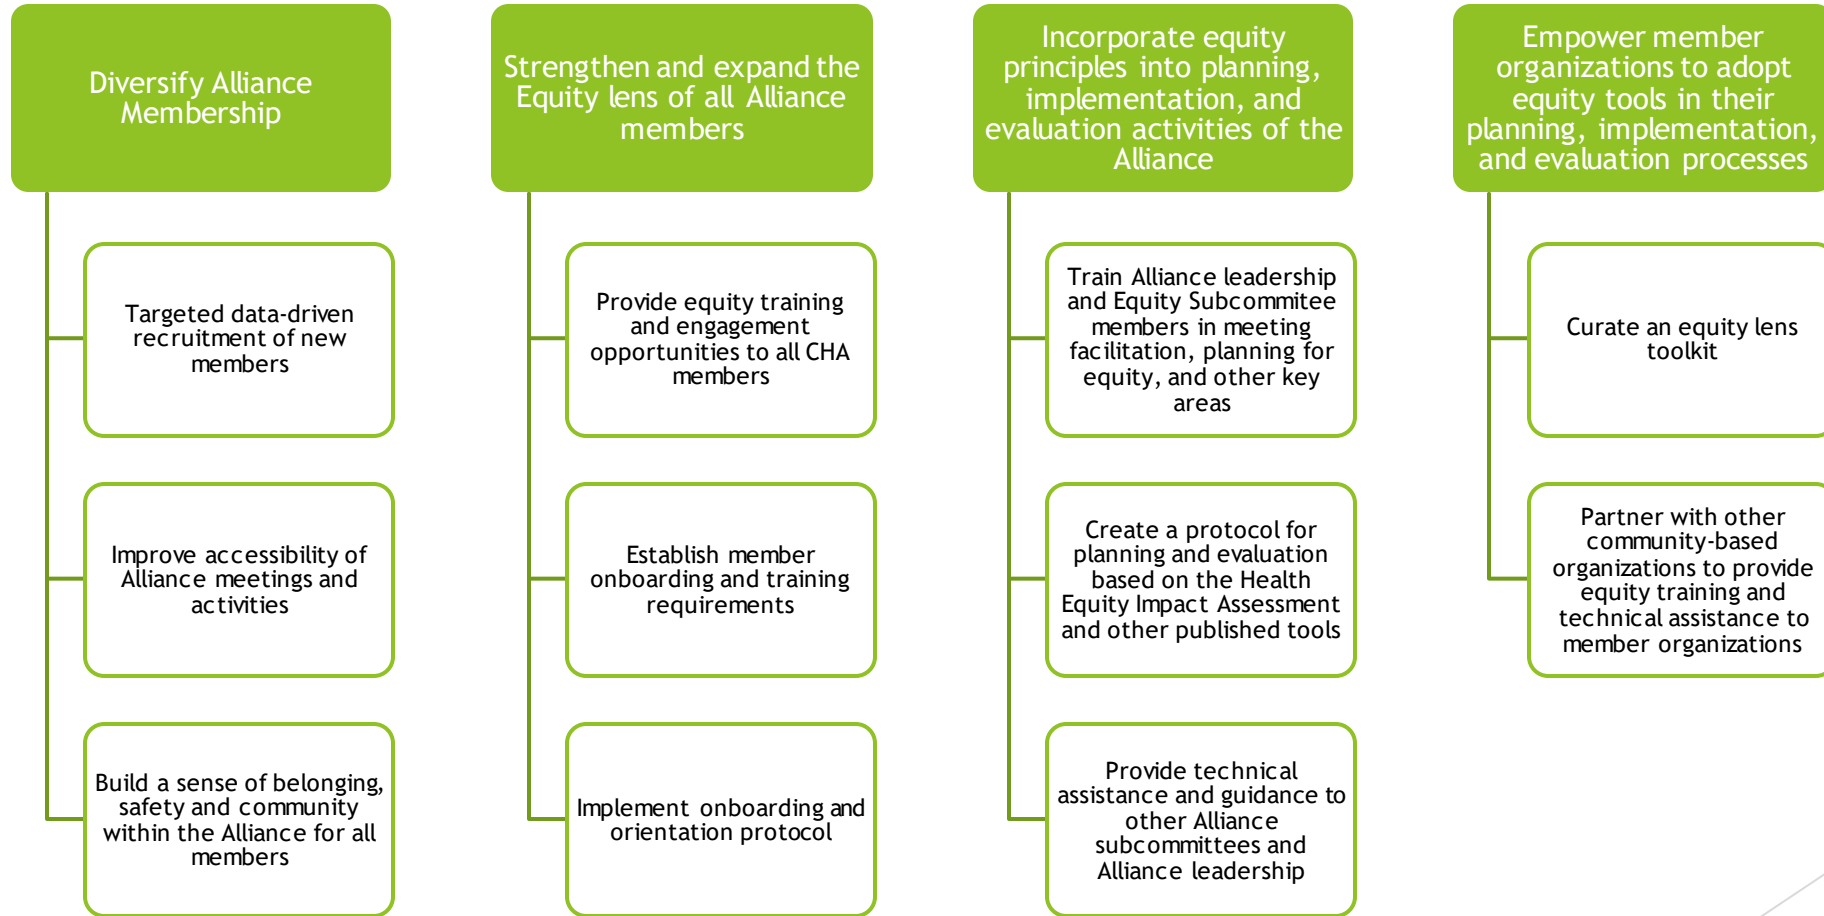 Diversify Alliance
Membership
Targeted data-driven
recruitment of new
members
Improve accessibility of
Alliance meetings and
activities
Build a sense of belonging,
safety and community
within the Alliance for all
members
Strengthen and expand the
Equity lens of all Alliance
members
Provide equity training
and engagement
opportunities to all CHA
members
Establish member
onboarding and training
requirements
Implement onboarding and
orientation protocol
Incorporate equity
principles into planning,
implementation, and
evaluation activities of the
Alliance
Train Alliance leadership
and Equity Subcommitee
members in meeting
facilitation, planning for
equity, and other key
areas
Create a protocol for
planning and evaluation
based on the Health
Equity Impact Assessment
and other published tools
Provide technical
assistance and guidance to
other Alliance
subcommittees and
Alliance leadership
Empower member
organizations to adopt
equity tools in their
planning, implementation,
and evaluation processes
Curate an equity lens
toolkit
Partner with other
community-based
organizations to provide
equity training and
technical assistance to
member organizations